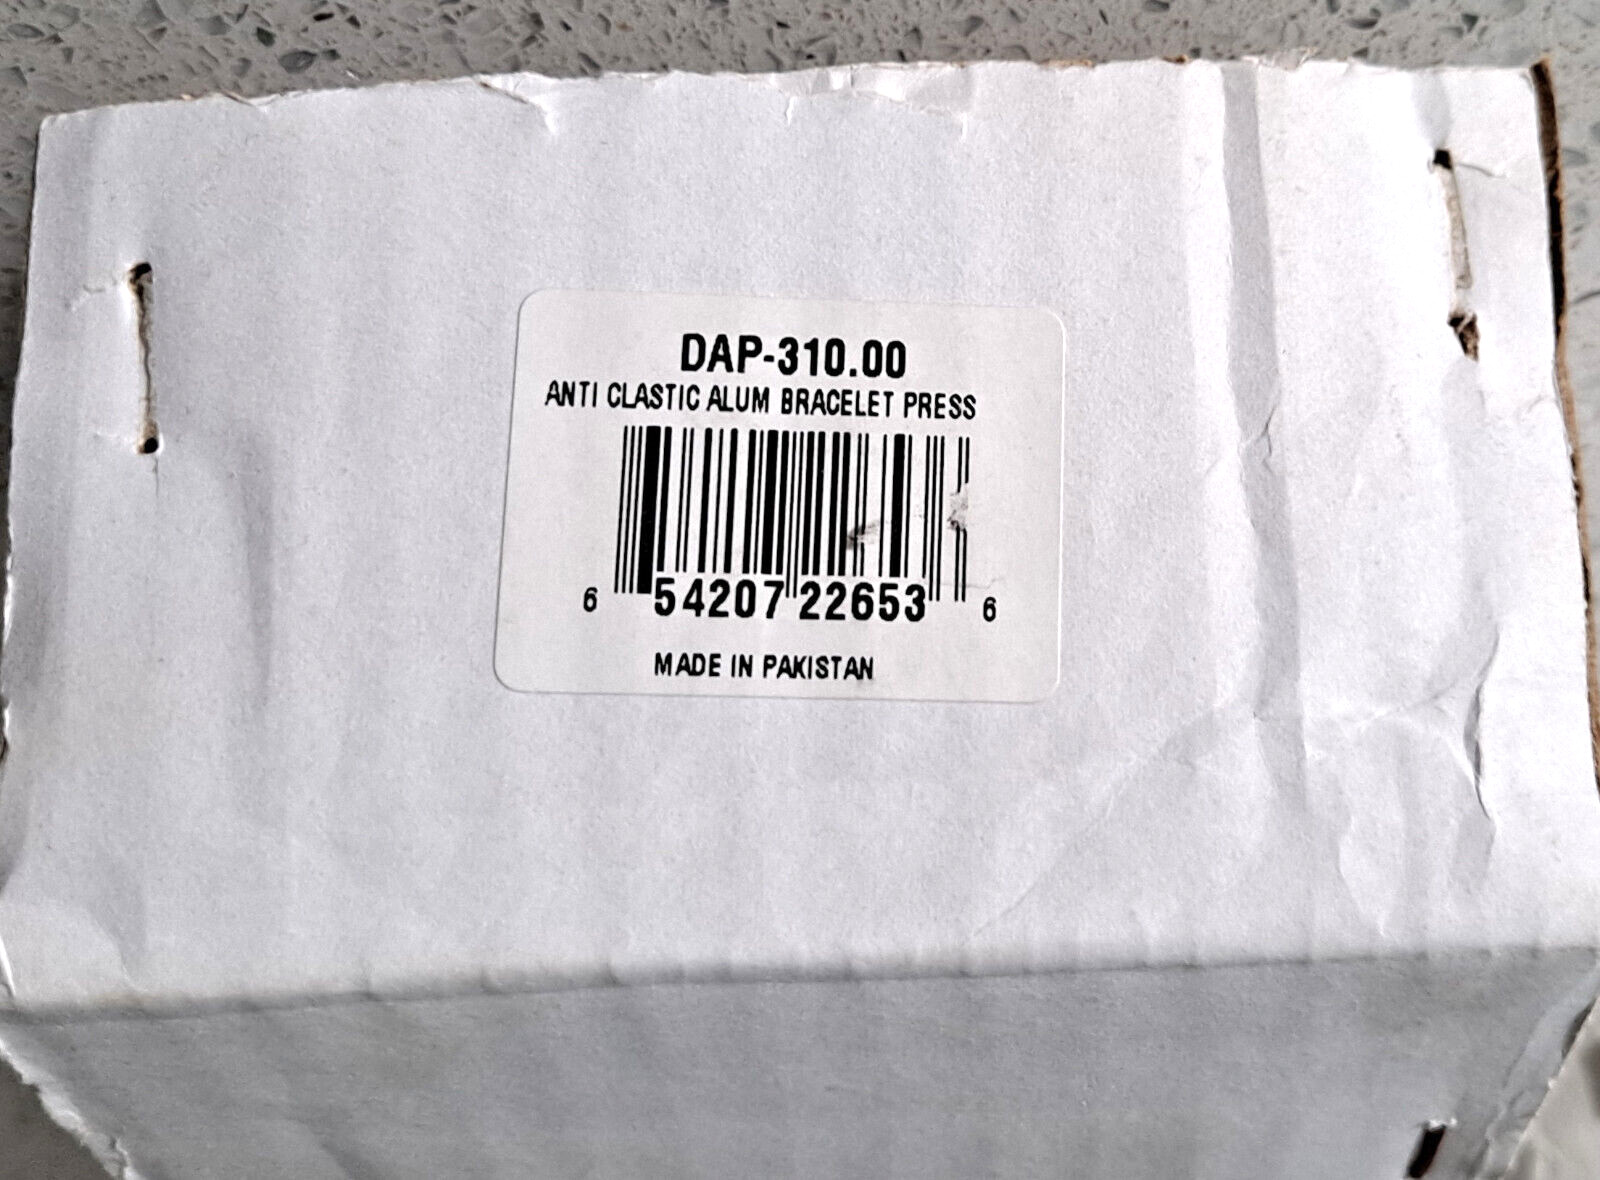 DAP-310.00
ANTI CLASTIC ALUM BRACELET PRESS
6 54207 22653 6
MADE IN PAKISTAN